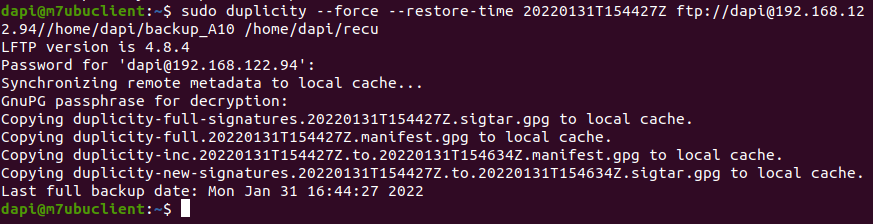 dapi@m7ubuclient:~$ sudo duplicity --force --restore-time 20220131T154427Z ftp://dapi@192.168.12
2.94//home/dapi/backup_A10 /home/dapi/recu
LFTP version is 4.8.4
Password for 'dapi@192.168.122.94':
Synchronizing remote metadata to local cache...
GnuPG passphrase for decryption:
Copying duplicity-full-signatures.20220131T154427Z.sigtar.gpg to local cache.
Copying duplicity-full.20220131T154427Z.manifest.gpg to local cache.
Copying duplicity-inc.20220131T154427Z.to.20220131T154634Z.manifest.gpg to local cache.
Copying duplicity-new-signatures.20220131T154427Z.to.20220131T154634Z.sigtar.gpg to local cache.
Last full backup date: Mon Jan 31 16:44:27 2022
dapi@m7ubuclient:~$